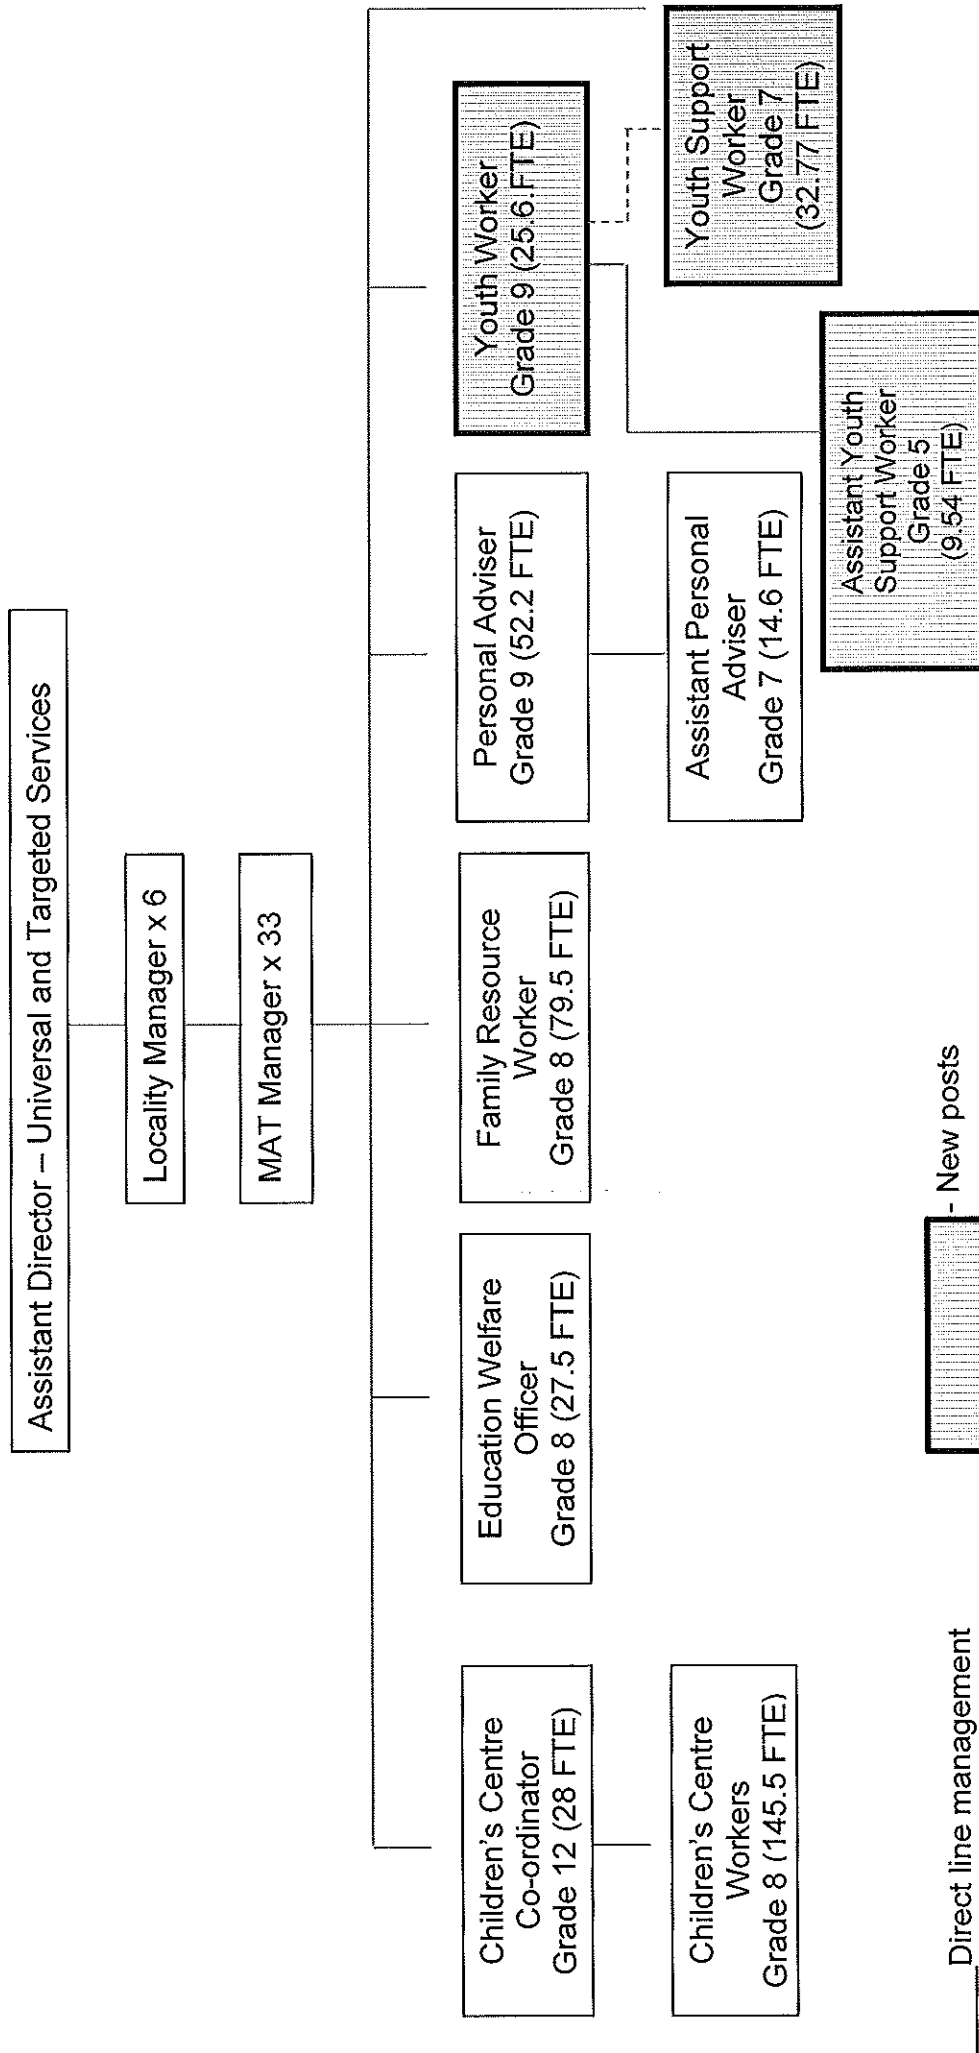 Assistant Director – Universal and Targeted Services
Locality Manager x 6
MAT Manager x 33
Children's Centre
Co-ordinator
Grade 12 (28 FTE)
Education Welfare
Officer
Grade 8 (27.5 FTE)
Family Resource
Worker
Grade 8 (79.5 FTE)
Personal Adviser
Grade 9 (52.2 FTE)
Youth Worker
Grade 9 (25.6.FTE)
Children's Centre
Workers
Grade 8 (145.5 FTE)
Assistant Personal
Adviser
Grade 7 (14.6 FTE)
Youth Support
Worker
Grade 7
(32.77 FTE)
Assistant Youth
Support Worker
Grade 5
(9.54 FTE)
Direct line management
- New posts